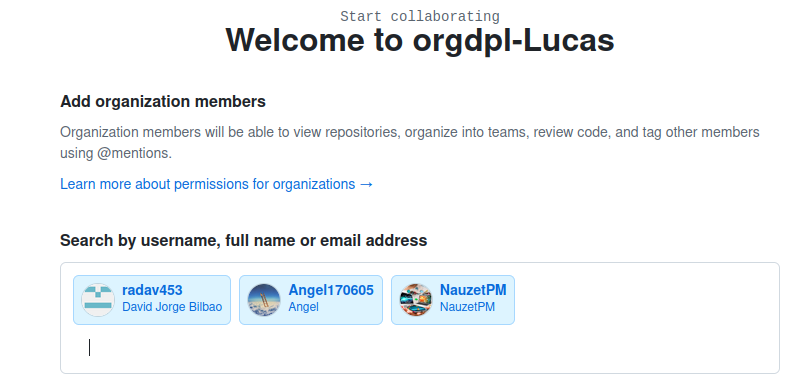 Start collaborating
Welcome to orgdpl-Lucas
Add organization members
Organization members will be able to view repositories, organize into teams, review code, and tag other members
using @mentions.
Learn more about permissions for organizations →
Search by username, full name or email address
radav453
David Jorge Bilbao
Angel170605
Angel
NauzetPM
NauzetPM